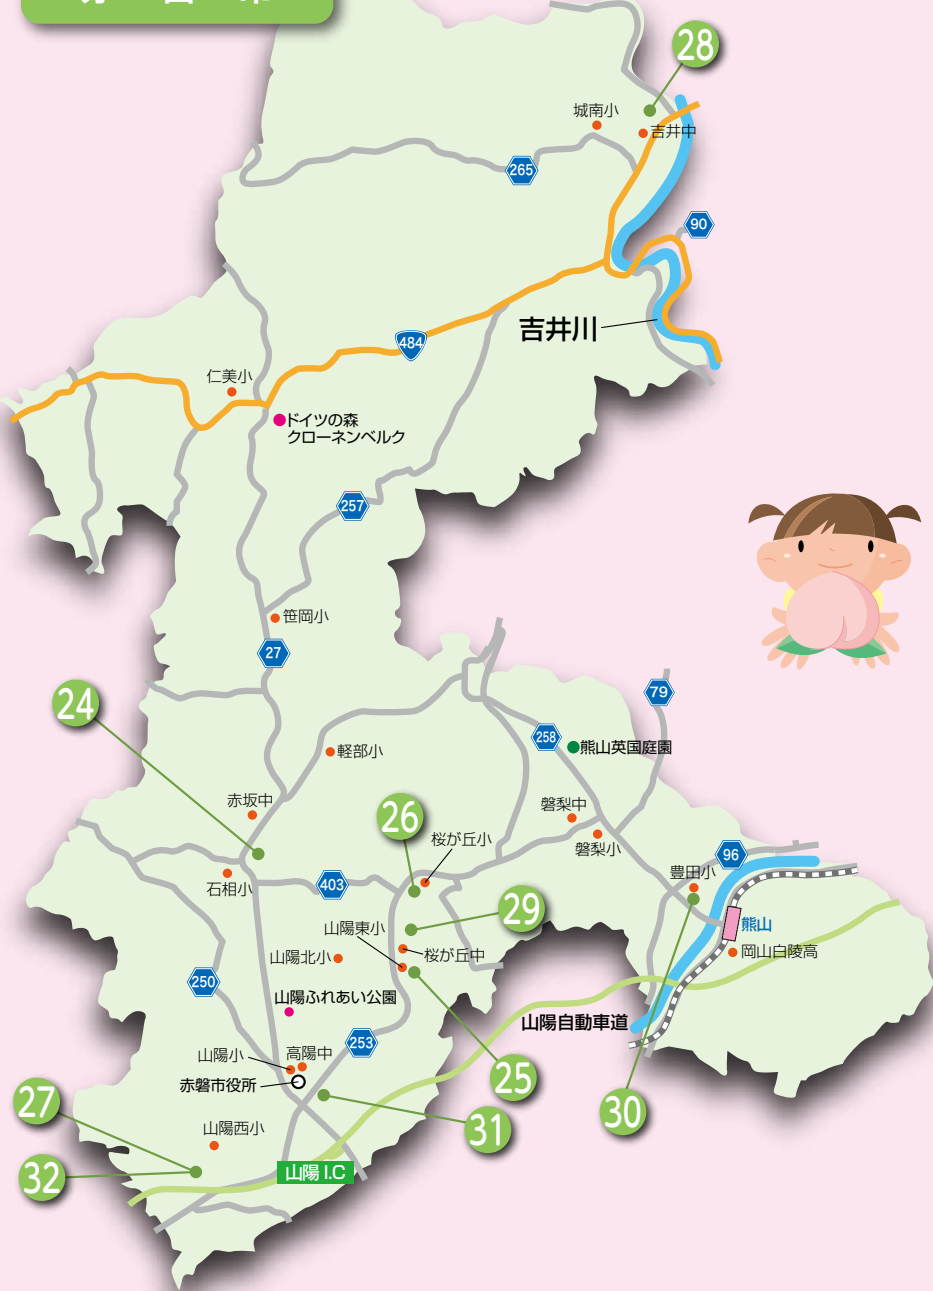 28
城南小
吉井中
265
90
吉井川
484
仁美小
ドイツの森
クローネンベルク
257
笹岡小
27
24
79
258
熊山英国庭園
軽部小
赤坂中
26
磐梨中
桜が丘小
磐梨小
96
豊田小
石相小
403
29
山陽東小
熊山
桜が丘中
岡山白陵高
山陽北小
250
山陽ふれあい公園
山陽自動車道
253
高陽中
山陽小
赤磐市役所
25
27
31
30
山陽西小
32
山陽 I.C